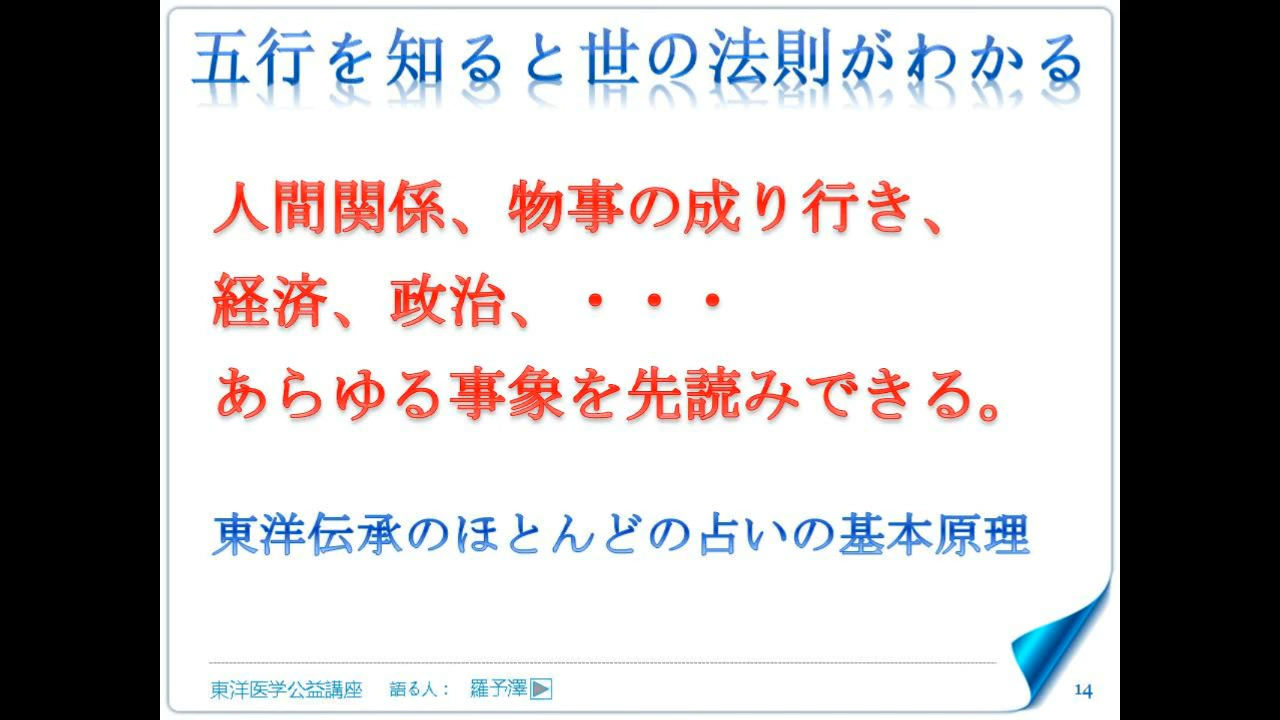 五行を知ると世の法則がわかる
人間関係、物事の成り行き、
経済、政治、・・・
あらゆる事象を先読みできる。
東洋伝承のほとんどの占いの基本原理
東洋医学公益講座 語る人： 羅予澤
14